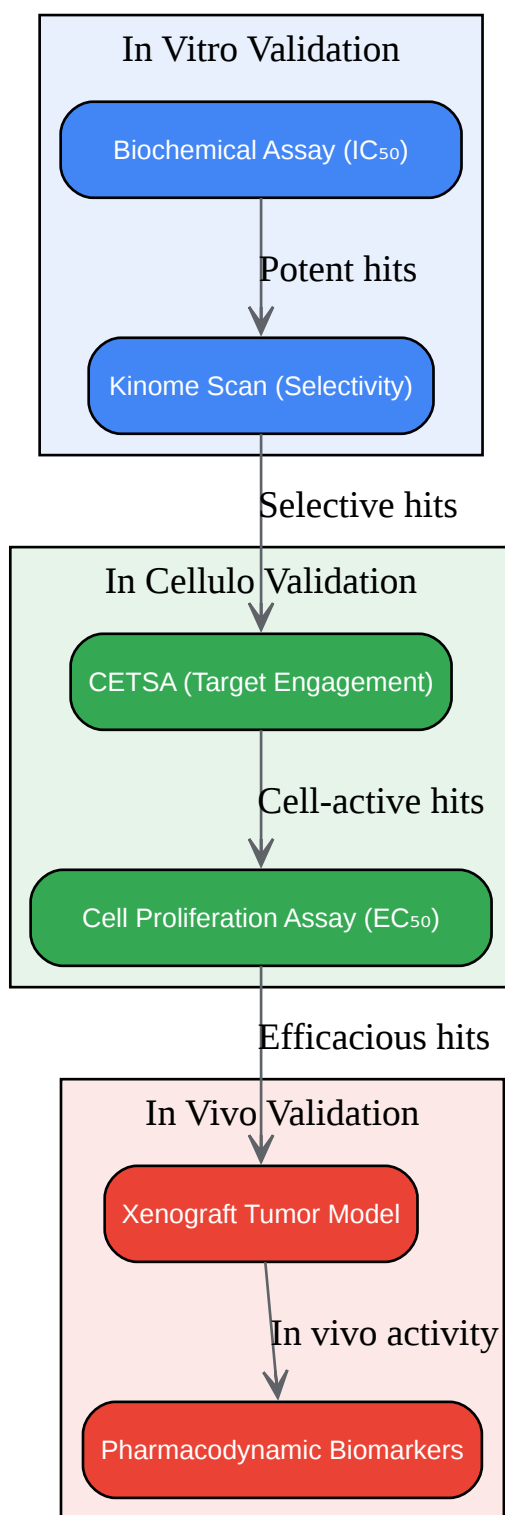 In Vitro Validation
Biochemical Assay (IC₅₀)
Potent hits
Kinome Scan (Selectivity)
Selective hits
In Cellulo Validation
CETSA (Target Engagement)
Cell-active hits
Cell Proliferation Assay (EC₅₀)
Efficacious hits
In Vivo Validation
Xenograft Tumor Model
In vivo activity
Pharmacodynamic Biomarkers